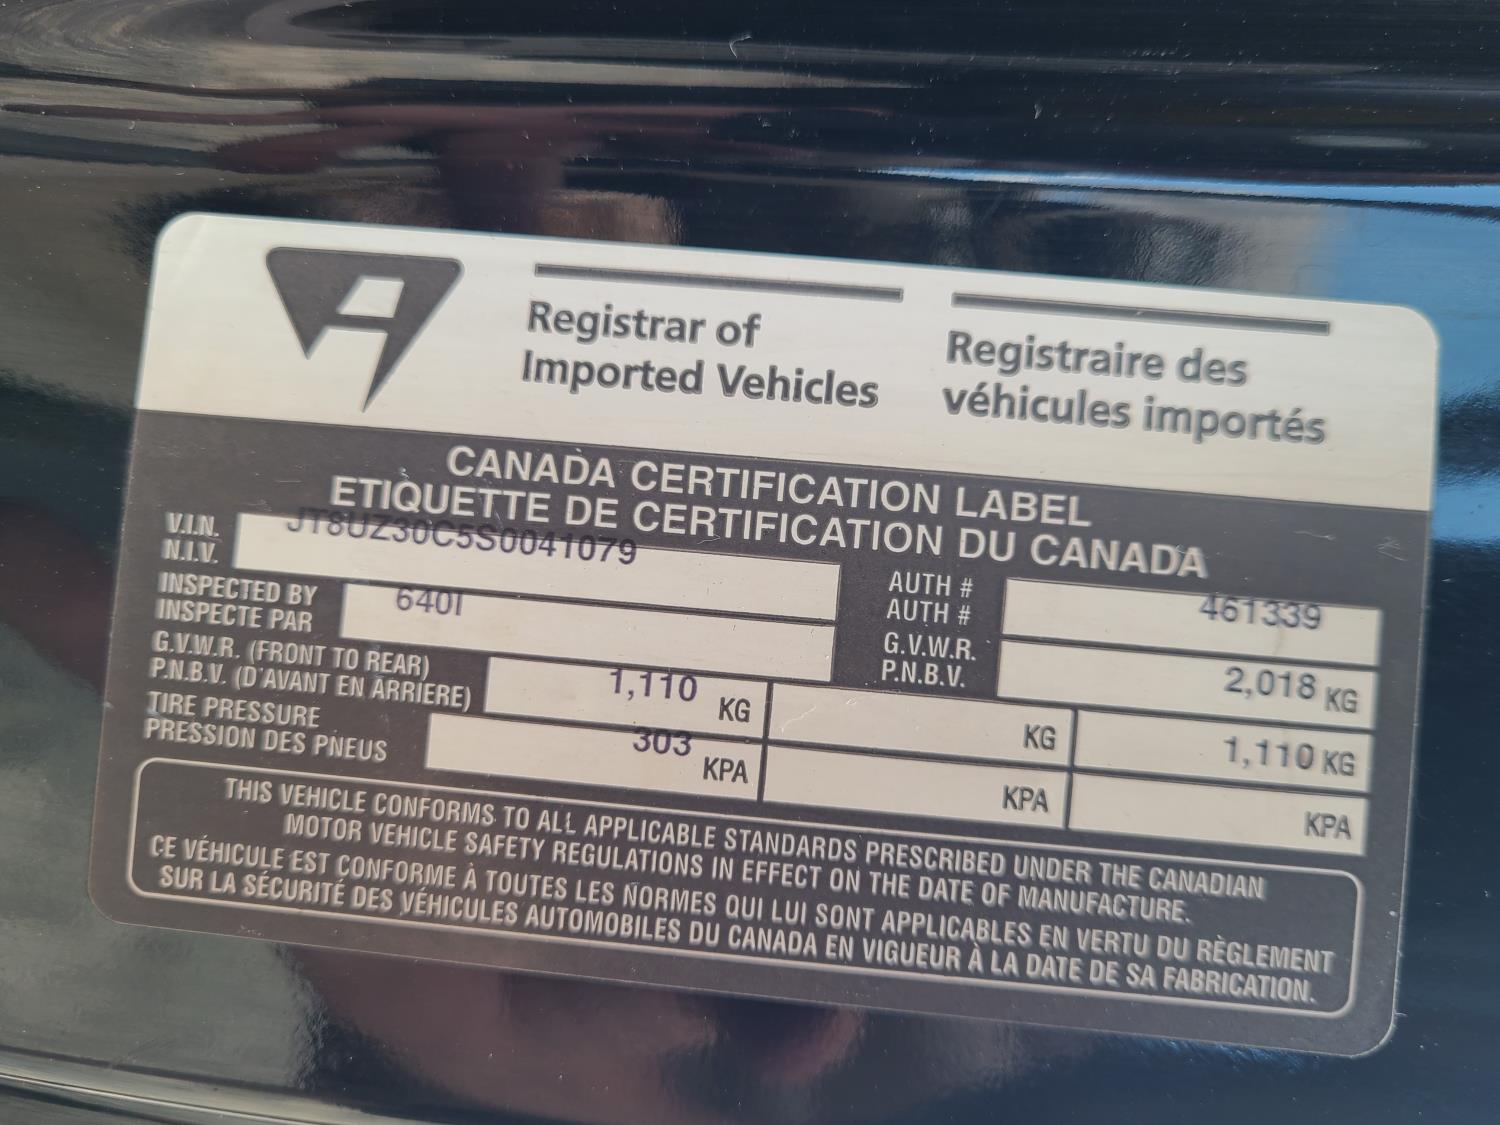 Registrar of
Imported Vehicles
Registraire des
véhicules importés
CANADA CERTIFICATION LABEL
ETIQUETTE DE CERTIFICATION DU CANADA
V.I.N.
N.I.V.
JT8UZ30C5S0041079
AUTH #
AUTH #
461339
INSPECTED BY
INSPECTE PAR
640I
G.V.W.R.
P.N.B.V.
2,018 KG
G.V.W.R. (FRONT TO REAR)
P.N.B.V. (D'AVANT EN ARRIERE)
1,110 KG
KG
1,110 KG
TIRE PRESSURE
PRESSION DES PNEUS
303 KPA
KPA
KPA
THIS VEHICLE CONFORMS TO ALL APPLICABLE STANDARDS PRESCRIBED UNDER THE CANADIAN
MOTOR VEHICLE SAFETY REGULATIONS IN EFFECT ON THE DATE OF MANUFACTURE.
CE VÉHICULE EST CONFORME À TOUTES LES NORMES QUI LUI SONT APPLICABLES EN VERTU DU RÈGLEMENT
SUR LA SÉCURITÉ DES VÉHICULES AUTOMOBILES DU CANADA EN VIGUEUR À LA DATE DE SA FABRICATION.